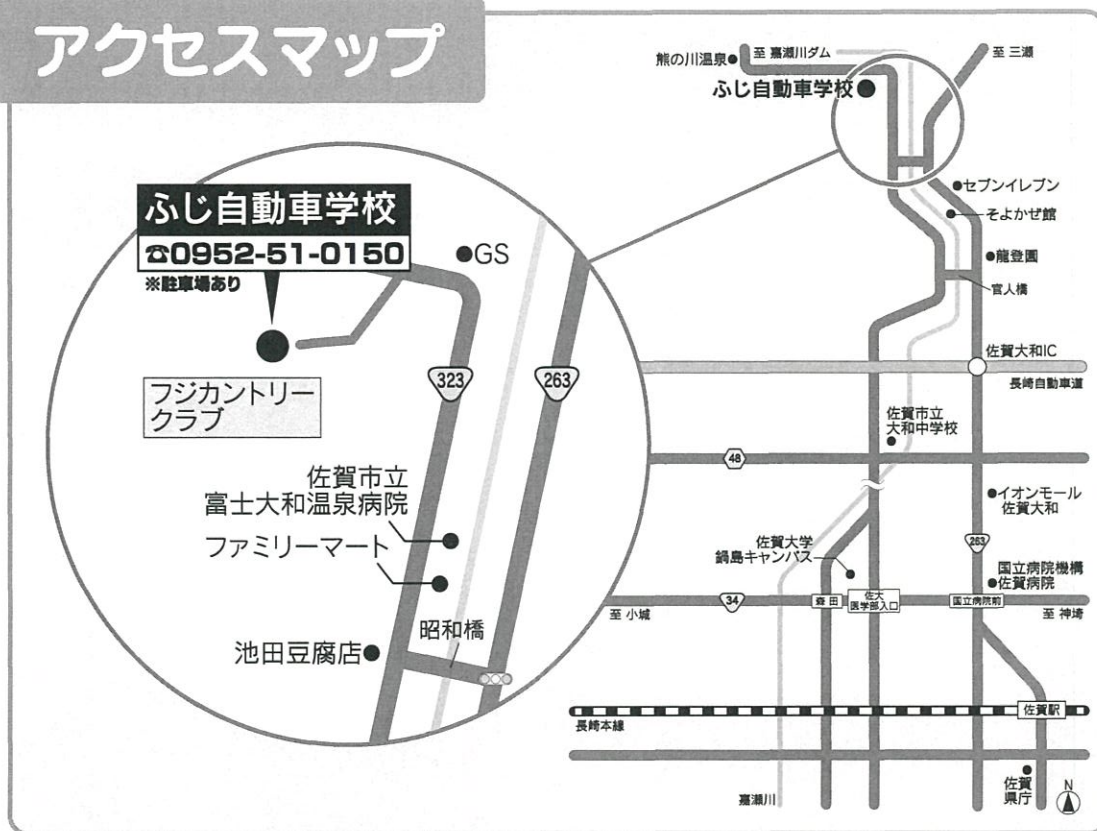 アクセスマップ
熊の川温泉
至 嘉瀬川ダム
至 三瀬
ふじ自動車学校
セブンイレブン
そよかぜ館
龍登園
官人橋
佐賀大和IC
長崎自動車道
佐賀市立
大和中学校
48
イオンモール
佐賀大和
263
佐賀大学
鍋島キャンパス
国立病院機構
佐賀病院
34
森田
佐大
医学部入口
国立病院前
至 小城
至 神埼
佐賀駅
長崎本線
嘉瀬川
佐賀
県庁
N
ふじ自動車学校
☎0952-51-0150
※駐車場あり
GS
フジカントリー
クラブ
323
263
佐賀市立
富士大和温泉病院
ファミリーマート
昭和橋
池田豆腐店